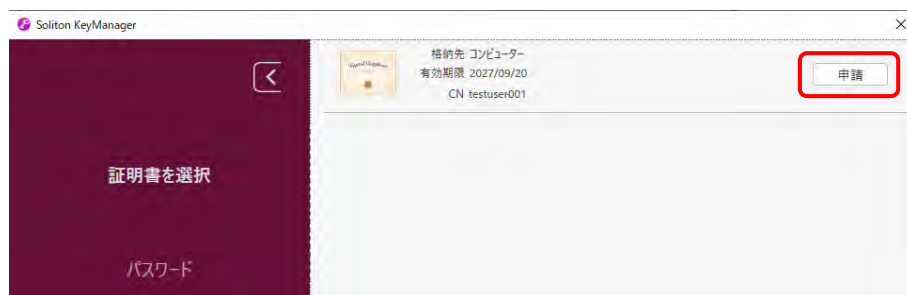 Soliton KeyManager
証明書を選択
パスワード
格納先 コンピューター
有効期限 2027/09/20
CN testuser001
申請